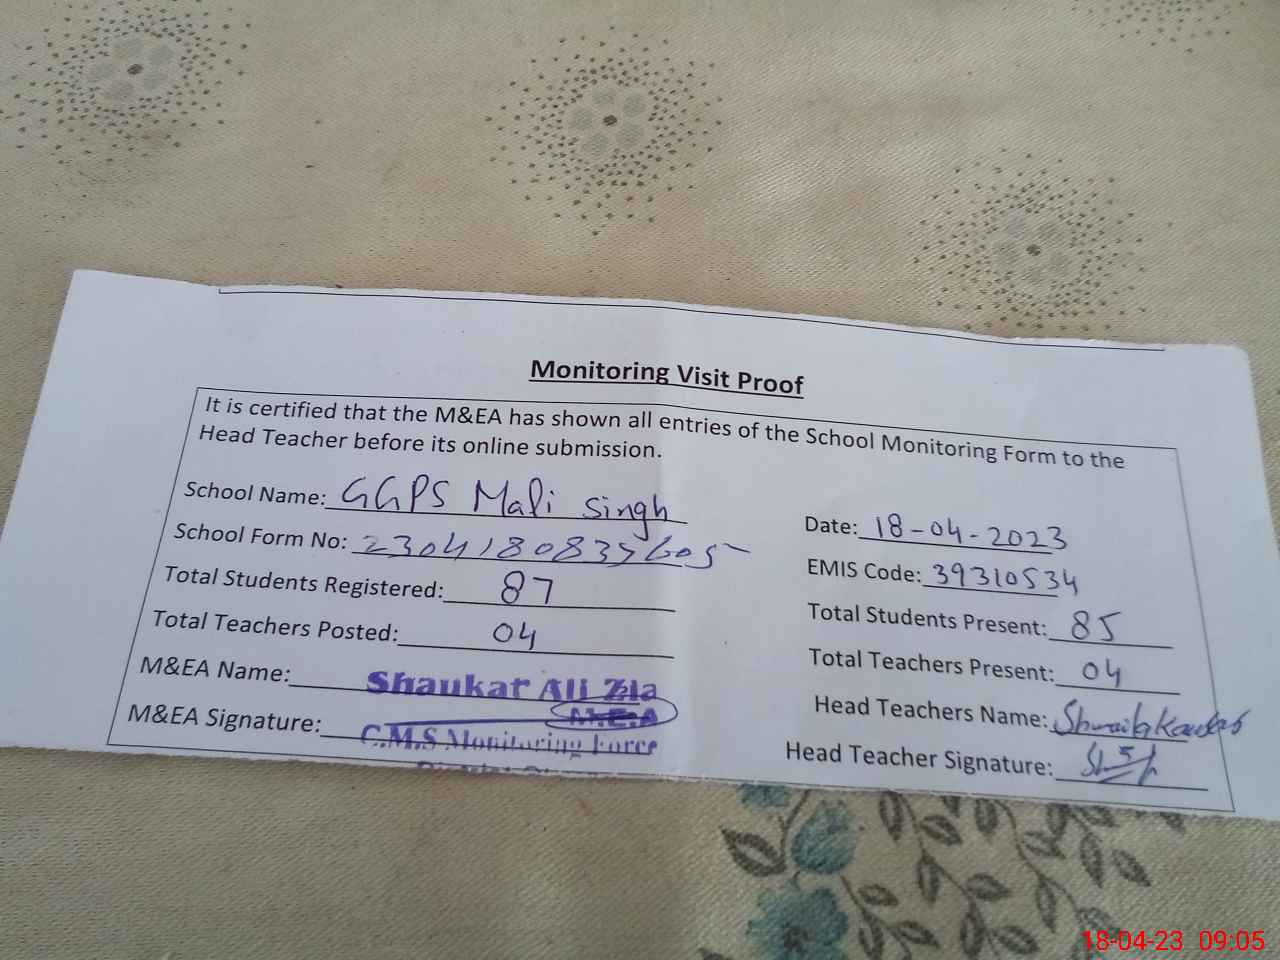 Monitoring Visit Proof
It is certified that the M&EA has shown all entries of the School Monitoring Form to the
Head Teacher before its online submission.
School Name: GGPS Mali Singh
Date: 18-04-2023
School Form No:
EMIS Code: 39310534
Total Students Registered: 87
Total Students Present: 85
Total Teachers Posted: 04
Total Teachers Present: 04
M&EA Name: Shaukat Ali Zia
M.E.A
Head Teachers Name:
M&EA Signature:
C.M.S Monitoring Force
Head Teacher Signature:
18-04-23 09:05